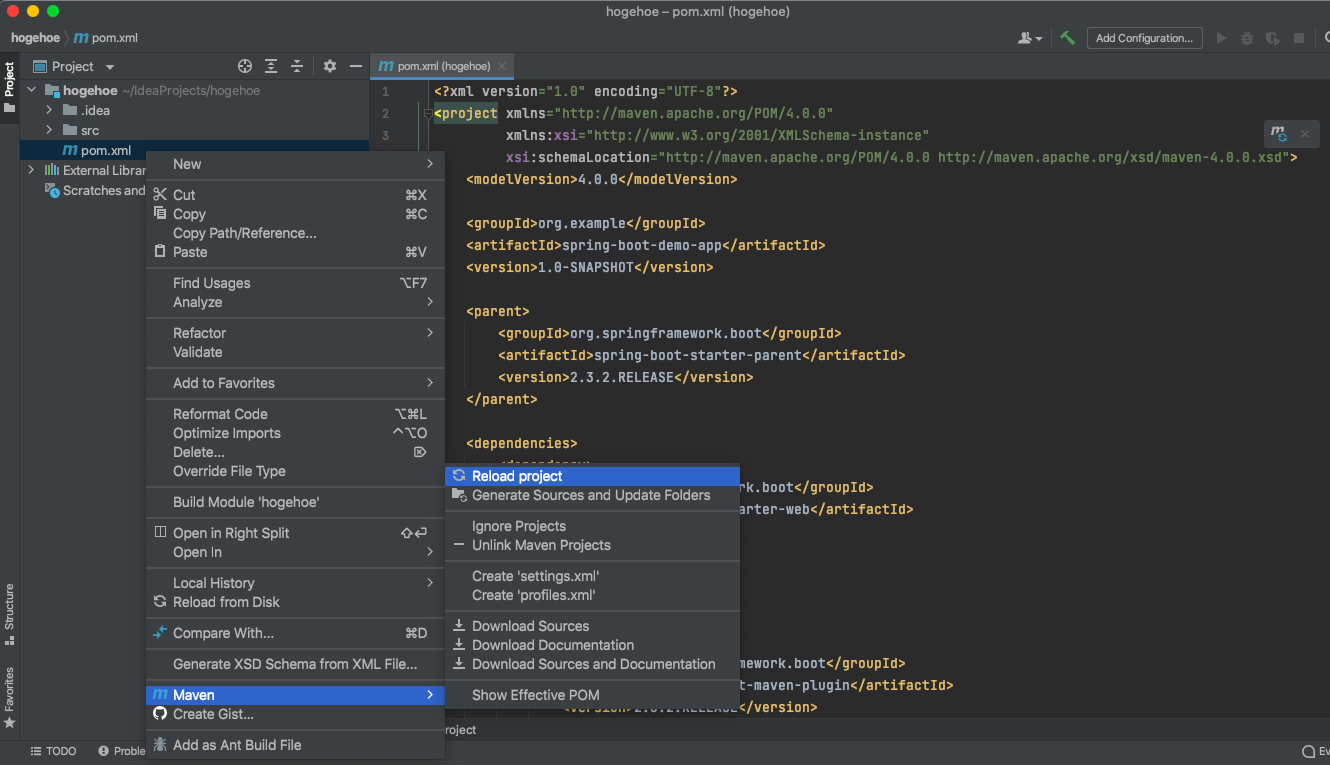 hogehoe – pom.xml (hogehoe)
hogehoe pom.xml
Add Configuration...
Project
Project
pom.xml (hogehoe)
hogehoe ~/IdeaProjects/hogehoe
.idea
src
pom.xml
External Librar
Scratches and
New
Cut ⌘X
Copy ⌘C
Copy Path/Reference...
Paste ⌘V
Find Usages ⌥F7
Analyze
Refactor
Validate
Add to Favorites
Reformat Code ⌥⌘L
Optimize Imports ^⌥O
Delete... ⌦
Override File Type
Build Module 'hogehoe'
Open in Right Split ⇧⏎
Open In
Local History
Reload from Disk
Compare With... ⌘D
Generate XSD Schema from XML File...
Maven
Create Gist...
Add as Ant Build File
Reload project
Generate Sources and Update Folders
Ignore Projects
Unlink Maven Projects
Create 'settings.xml'
Create 'profiles.xml'
Download Sources
Download Documentation
Download Sources and Documentation
Show Effective POM
1 <?xml version="1.0" encoding="UTF-8"?>
2 <project xmlns="http://maven.apache.org/POM/4.0.0"
3 xmlns:xsi="http://www.w3.org/2001/XMLSchema-instance"
xsi:schemaLocation="http://maven.apache.org/POM/4.0.0 http://maven.apache.org/xsd/maven-4.0.0.xsd">
<modelVersion>4.0.0</modelVersion>
<groupId>org.example</groupId>
<artifactId>spring-boot-demo-app</artifactId>
<version>1.0-SNAPSHOT</version>
<parent>
<groupId>org.springframework.boot</groupId>
<artifactId>spring-boot-starter-parent</artifactId>
<version>2.3.2.RELEASE</version>
</parent>
<dependencies>
rk.boot</groupId>
arter-web</artifactId>
mework.boot</groupId>
t-maven-plugin</artifactId>
</version>
roject
Structure
Favorites
TODO
Proble
Ev